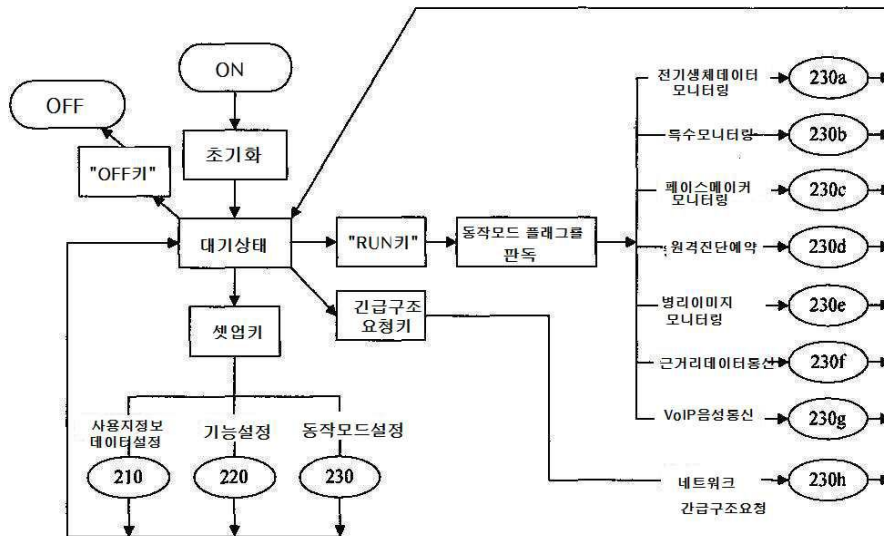 ON
OFF
초기화
"OFF키"
대기상태
"RUN키"
동작모드 플래그를
판독
긴급구조
요청키
셋업키
사용지정보
데이터설정
기능설정
동작모드설정
210
220
230
전기생체데이터
모니터링
230a
특수모니터링
230b
페이스메이커
모니터링
230c
원격진단예약
230d
병리이미지
모니터링
230e
근거리데이터통신
230f
VoIP음성통신
230g
네트워크
간급구조요청
230h